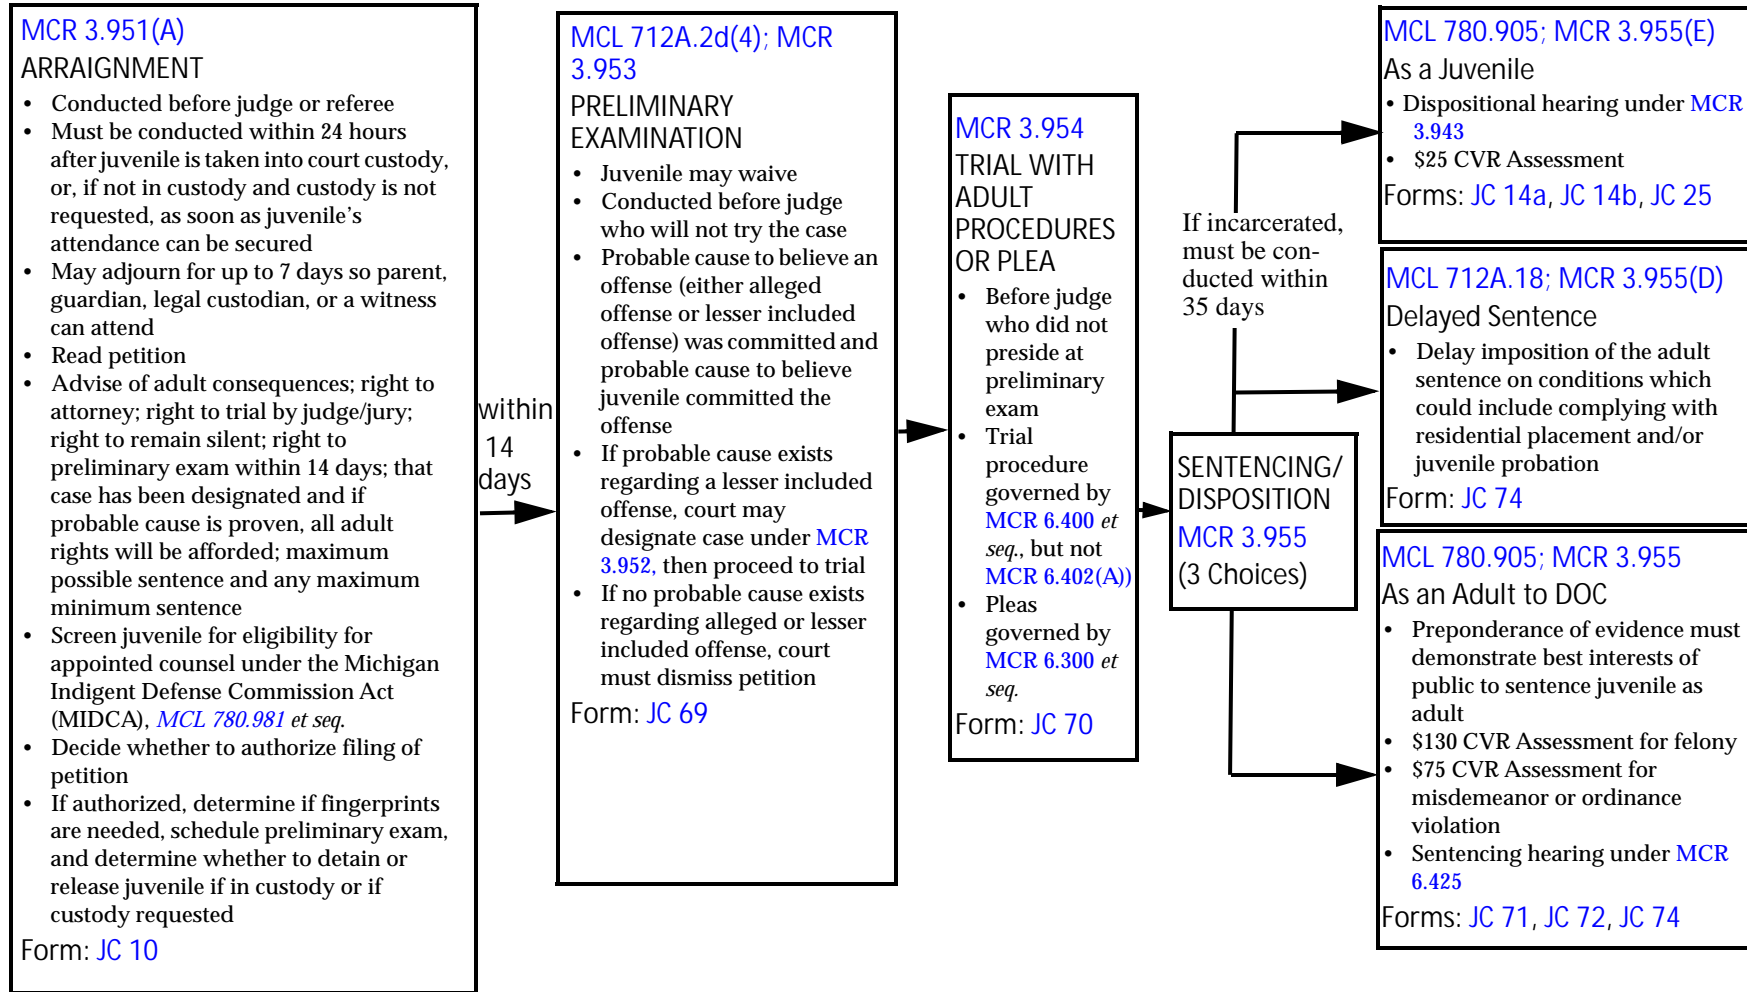 MCR 3.951(A)
ARRAIGNMENT
• Conducted before judge or referee
• Must be conducted within 24 hours
after juvenile is taken into court custody,
or, if not in custody and custody is not
requested, as soon as juvenile's
attendance can be secured
• May adjourn for up to 7 days so parent,
guardian, legal custodian, or a witness
can attend
• Read petition
• Advise of adult consequences; right to
attorney; right to trial by judge/jury;
right to remain silent; right to
preliminary exam within 14 days; that
case has been designated and if
probable cause is proven, all adult
rights will be afforded; maximum
possible sentence and any maximum
minimum sentence
• Screen juvenile for eligibility for
appointed counsel under the Michigan
Indigent Defense Commission Act
(MIDCA), MCL 780.981 et seq.
• Decide whether to authorize filing of
petition
• If authorized, determine if fingerprints
are needed, schedule preliminary exam,
and determine whether to detain or
release juvenile if in custody or if
custody requested
Form: JC 10
within
14
days
MCL 712A.2d(4); MCR
3.953
PRELIMINARY
EXAMINATION
• Juvenile may waive
• Conducted before judge
who will not try the case
• Probable cause to believe an
offense (either alleged
offense or lesser included
offense) was committed and
probable cause to believe
juvenile committed the
offense
• If probable cause exists
regarding a lesser included
offense, court may
designate case under MCR
3.952, then proceed to trial
• If no probable cause exists
regarding alleged or lesser
included offense, court
must dismiss petition
Form: JC 69
MCR 3.954
TRIAL WITH
ADULT
PROCEDURES
OR PLEA
• Before judge
who did not
preside at
preliminary
exam
• Trial
procedure
governed by
MCR 6.400 et
seq., but not
MCR 6.402(A))
• Pleas
governed by
MCR 6.300 et
seq.
Form: JC 70
SENTENCING/
DISPOSITION
MCR 3.955
(3 Choices)
If incarcerated,
must be con-
ducted within
35 days
MCL 780.905; MCR 3.955(E)
As a Juvenile
• Dispositional hearing under MCR
3.943
• $25 CVR Assessment
Forms: JC 14a, JC 14b, JC 25
MCL 712A.18; MCR 3.955(D)
Delayed Sentence
• Delay imposition of the adult
sentence on conditions which
could include complying with
residential placement and/or
juvenile probation
Form: JC 74
MCL 780.905; MCR 3.955
As an Adult to DOC
• Preponderance of evidence must
demonstrate best interests of
public to sentence juvenile as
adult
• $130 CVR Assessment for felony
• $75 CVR Assessment for
misdemeanor or ordinance
violation
• Sentencing hearing under MCR
6.425
Forms: JC 71, JC 72, JC 74